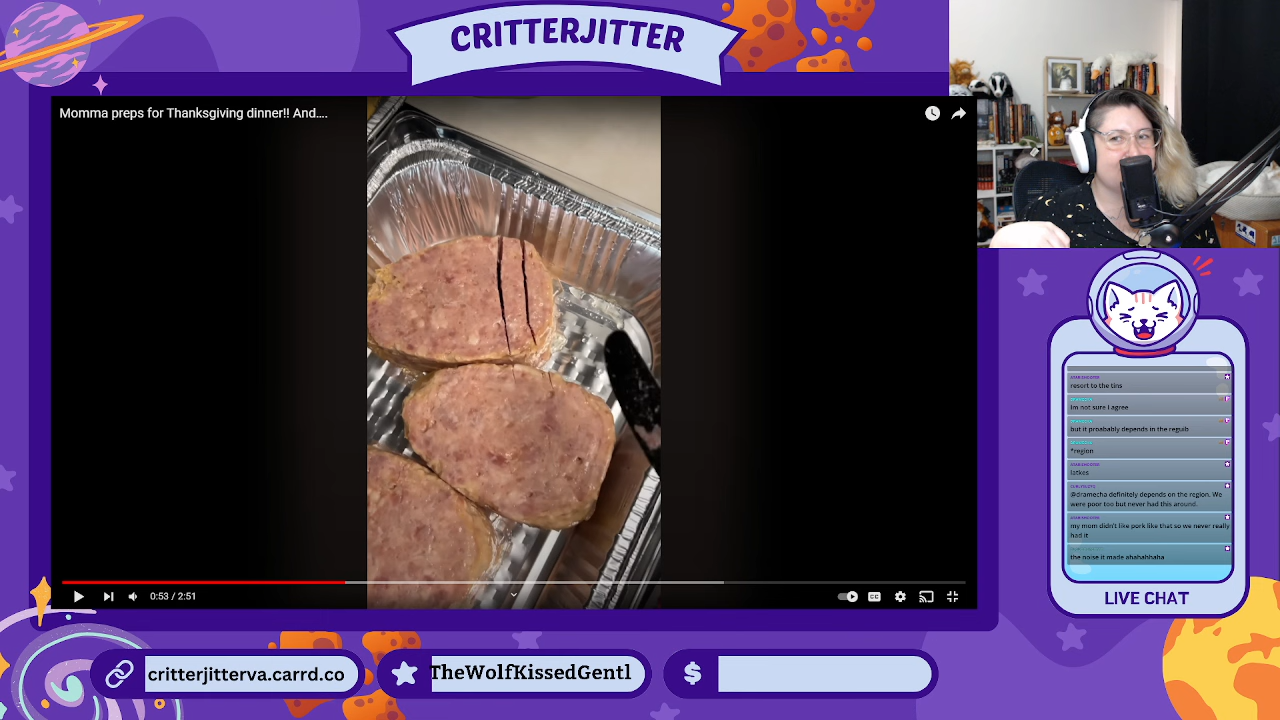 CRITTERJITTER
Momma preps for Thanksgiving dinner!! And....
0:53 / 2:51
CC
resort to the tins
im not sure i agree
but it proabably depends in the reguib
*region
latkes
@dramecha definitely depends on the region. We
were poor too but never had this around.
my mom didn't like pork like that so we never really
had it
the noise it made ahahahhaha
LIVE CHAT
critterjitterva.carrd.co
TheWolfKissedGentl
$